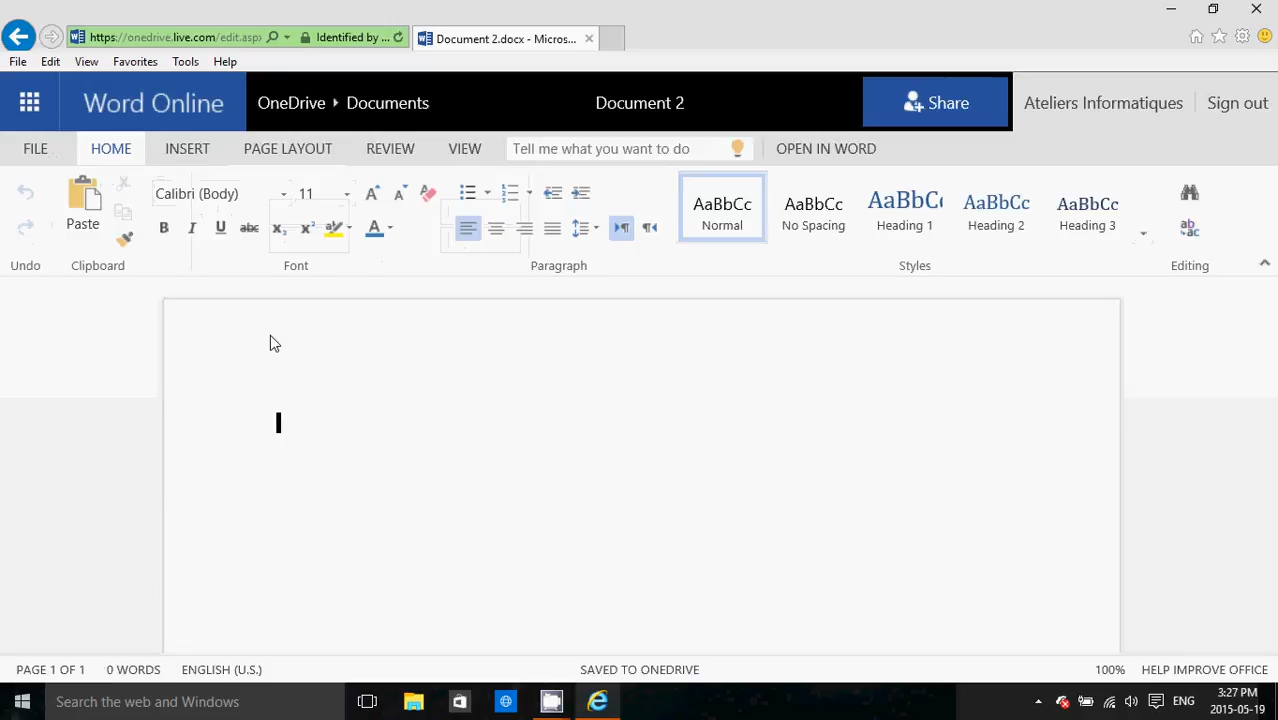 https://onedrive.live.com/edit.asp
Identified by ...
Document 2.docx - Micros...
File Edit View Favorites Tools Help
Word Online
OneDrive Documents
Document 2
Share
Ateliers Informatiques
Sign out
FILE HOME INSERT PAGE LAYOUT REVIEW VIEW
Tell me what you want to do
OPEN IN WORD
Paste
Calibri (Body) 11
B I U abc x₂ x² A
AaBbCc AaBbCc AaBbC AaBbCc AaBbCc
Normal No Spacing Heading 1 Heading 2 Heading 3
Undo Clipboard Font Paragraph Styles Editing
PAGE 1 OF 1 0 WORDS ENGLISH (U.S.) SAVED TO ONEDRIVE 100% HELP IMPROVE OFFICE
Search the web and Windows
ENG
3:27 PM
2015-05-19